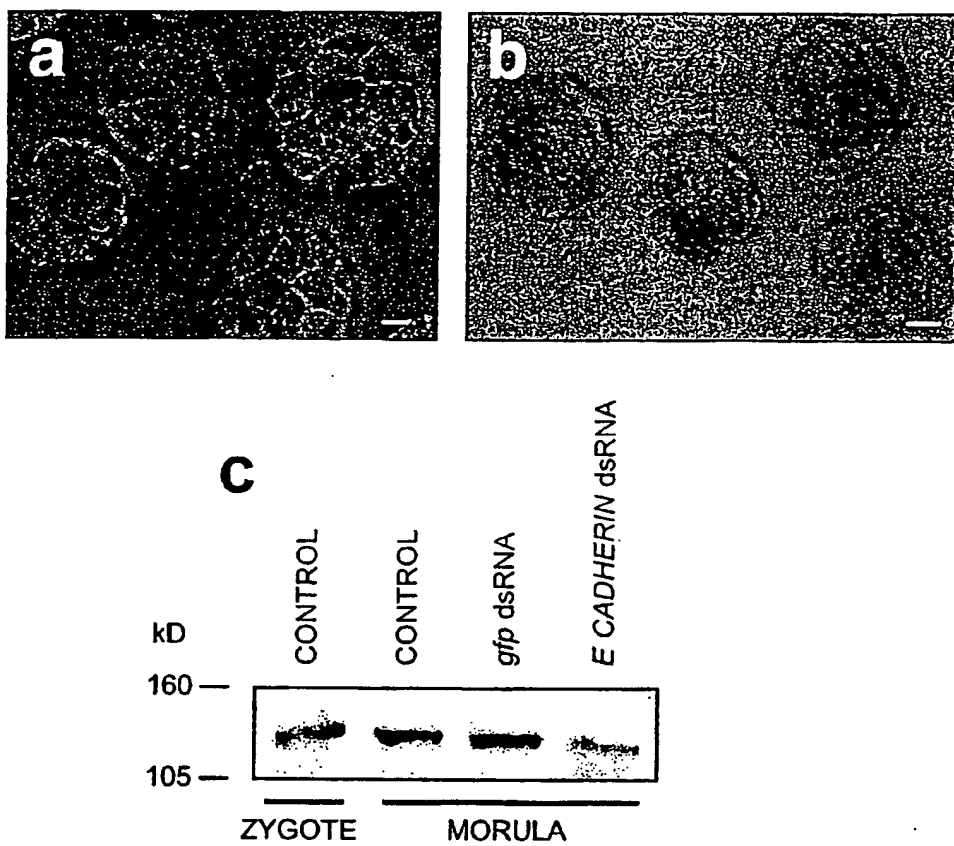 a
b
c
kD
CONTROL
CONTROL
gfp dsRNA
E CADHERIN dsRNA
160
105
ZYGOTE
MORULA